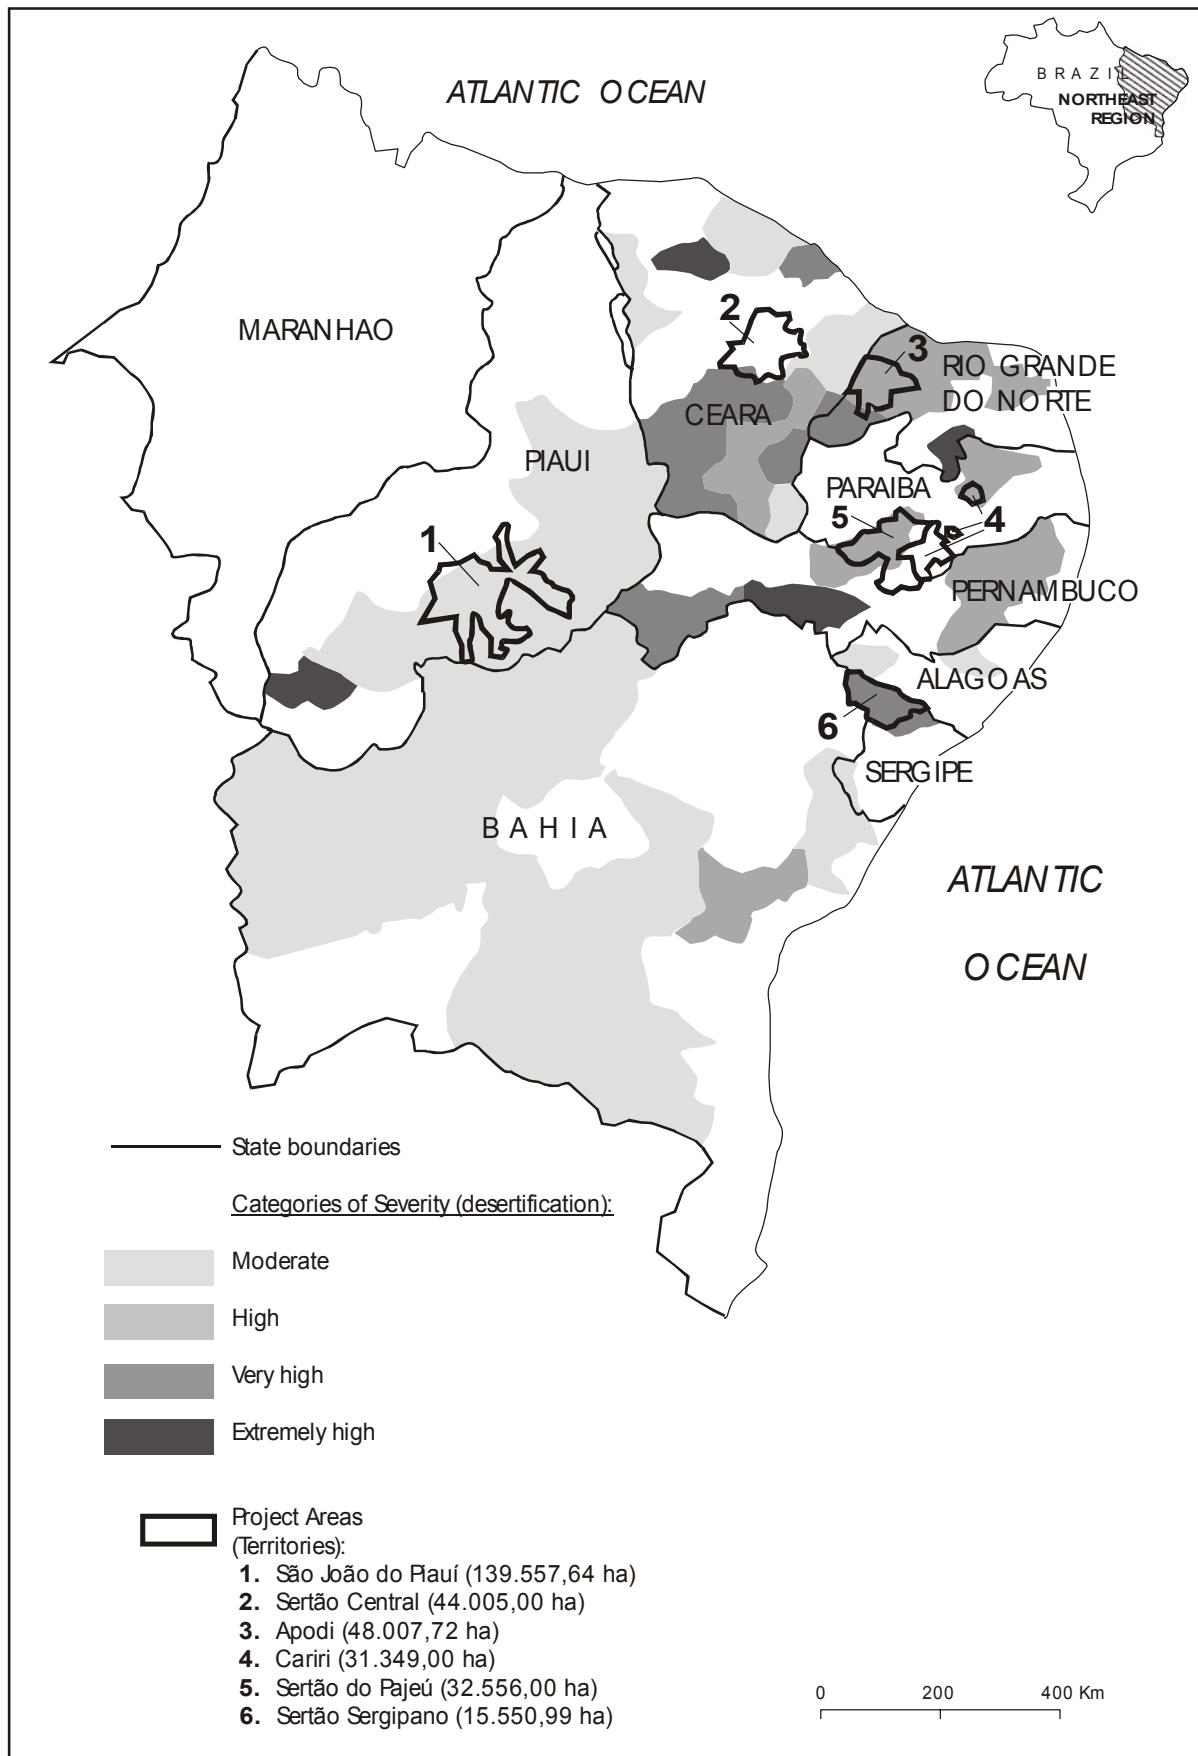 BRAZIL
NORTHEAST
REGION
ATLANTIC OCEAN
MARANHAO
2
3
RIO GRANDE
DO NORTE
CEARA
PIAUI
PARAIBA
1
5
4
PERNAMBUCO
ALAGOAS
6
SERGIPE
BAHIA
ATLANTIC
OCEAN
State boundaries
Categories of Severity (desertification):
Moderate
High
Very high
Extremely high
Project Areas
(Territories):
1. São João do Piauí (139.557,64 ha)
2. Sertão Central (44.005,00 ha)
3. Apodi (48.007,72 ha)
4. Cariri (31.349,00 ha)
5. Sertão do Pajeú (32.556,00 ha)
6. Sertão Sergipano (15.550,99 ha)
0 200 400 Km